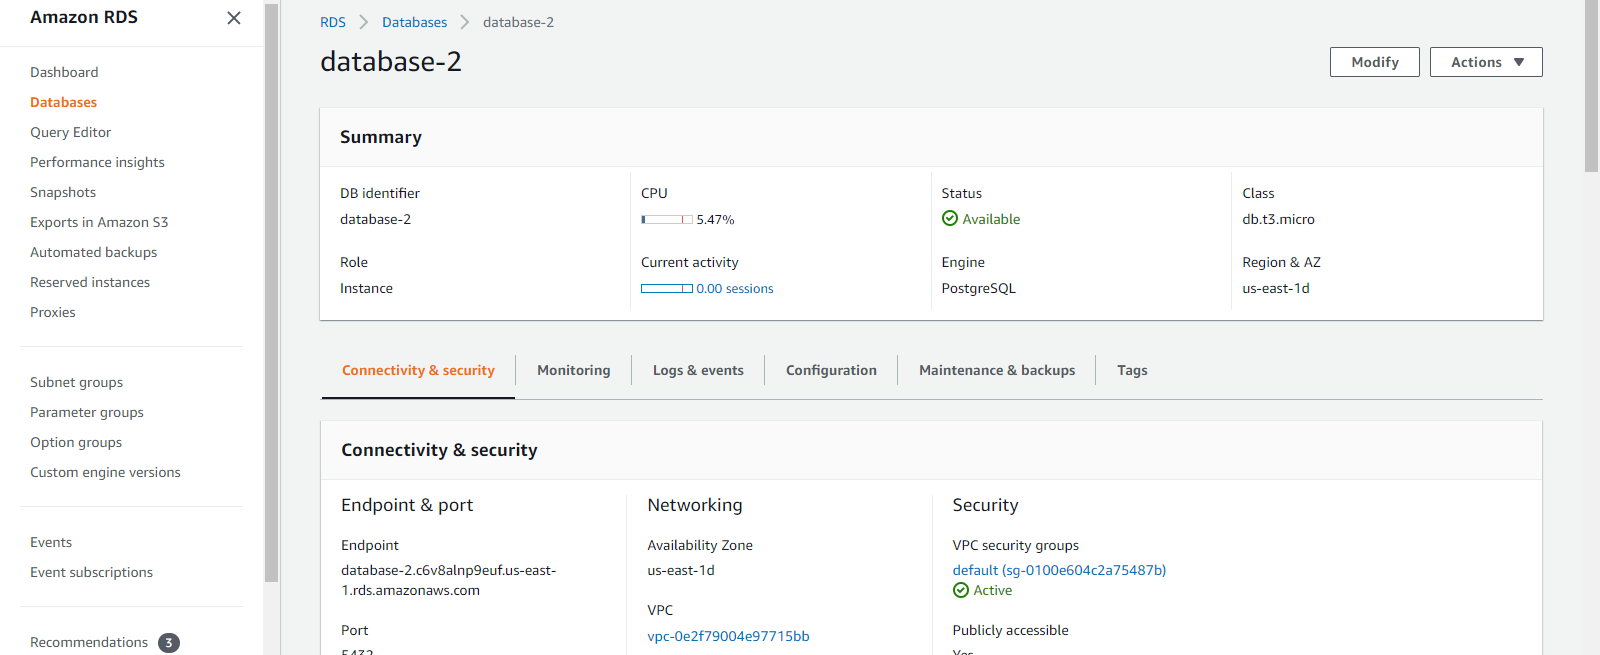 Amazon RDS
Dashboard
Databases
Query Editor
Performance insights
Snapshots
Exports in Amazon S3
Automated backups
Reserved instances
Proxies
Subnet groups
Parameter groups
Option groups
Custom engine versions
Events
Event subscriptions
Recommendations 3
RDS Databases database-2
database-2
Modify Actions
Summary
DB identifier
database-2
Role
Instance
CPU
5.47%
Current activity
0.00 sessions
Status
Available
Engine
PostgreSQL
Class
db.t3.micro
Region & AZ
us-east-1d
Connectivity & security Monitoring Logs & events Configuration Maintenance & backups Tags
Connectivity & security
Endpoint & port
Endpoint
database-2.c6v8alnp9euf.us-east-
1.rds.amazonaws.com
Port
5432
Networking
Availability Zone
us-east-1d
VPC
vpc-0e2f79004e97715bb
Security
VPC security groups
default (sg-0100e604c2a75487b)
Active
Publicly accessible
Yes